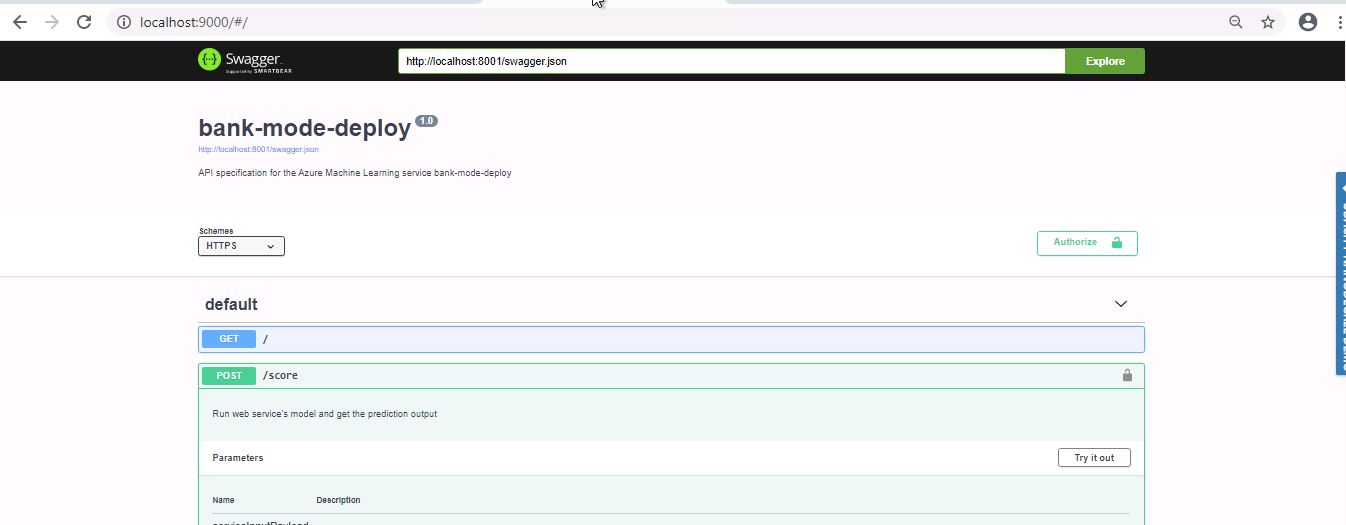 localhost:9000/#/
Swagger.
Supported by SMARTBEAR
http://localhost:8001/swagger.json
Explore
bank-mode-deploy 1.0
http://localhost:8001/swagger.json
API specification for the Azure Machine Learning service bank-mode-deploy
Schemes
HTTPS
Authorize
default
GET /
POST /score
Run web service's model and get the prediction output
Parameters
Try it out
Name Description
serviceInputPayload